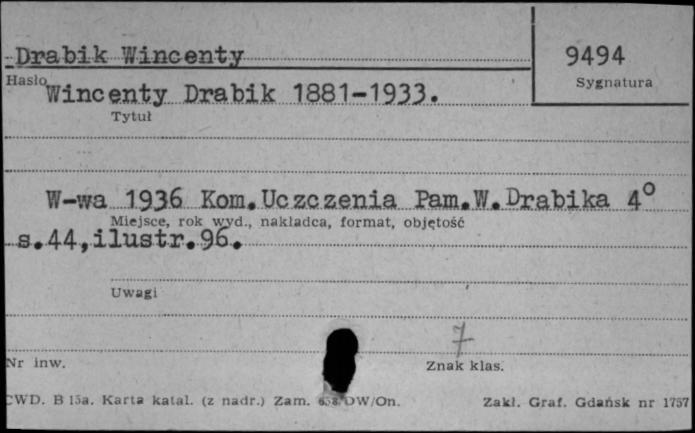 Drabik Wincenty
9494
Hasło
Sygnatura
Wincenty Drabik 1881-1933.
Tytuł
W-wa 1936 Kom.Uczczenia Pam.W.Drabika 4°
Miejsce, rok wyd., nakładca, format, objętość
s.44,ilustr.96.
Uwagi
7
Nr inw.
Znak klas.
CWD. B 15a. Karta katal. (z nadr.) Zam. DW/On.
Zakł. Graf. Gdańsk nr 1757